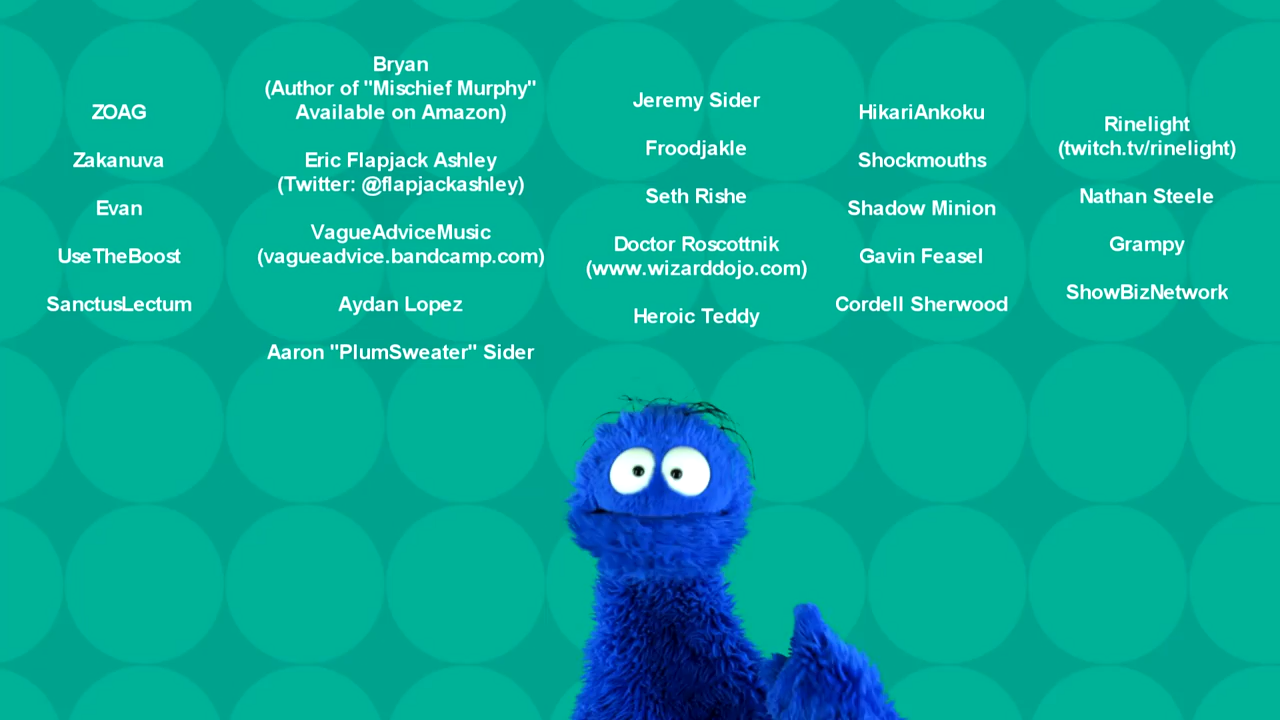 ZOAG
Zakanuva
Evan
UseTheBoost
SanctusLectum
Bryan
(Author of "Mischief Murphy"
Available on Amazon)
Eric Flapjack Ashley
(Twitter: @flapjackashley)
VagueAdviceMusic
(vagueadvice.bandcamp.com)
Aydan Lopez
Aaron "PlumSweater" Sider
Jeremy Sider
Froodjakle
Seth Rishe
Doctor Roscottnik
(www.wizarddojo.com)
Heroic Teddy
HikariAnkoku
Shockmouths
Shadow Minion
Gavin Feasel
Cordell Sherwood
Rinelight
(twitch.tv/rinelight)
Nathan Steele
Grampy
ShowBizNetwork